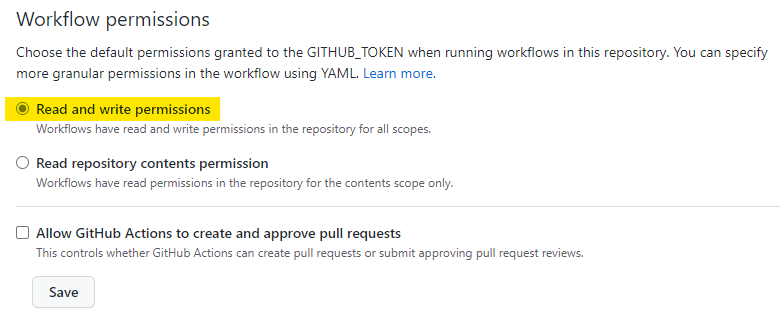 Workflow permissions
Choose the default permissions granted to the GITHUB_TOKEN when running workflows in this repository. You can specify
more granular permissions in the workflow using YAML. Learn more.
Read and write permissions
Workflows have read and write permissions in the repository for all scopes.
Read repository contents permission
Workflows have read permissions in the repository for the contents scope only.
Allow GitHub Actions to create and approve pull requests
This controls whether GitHub Actions can create pull requests or submit approving pull request reviews.
Save